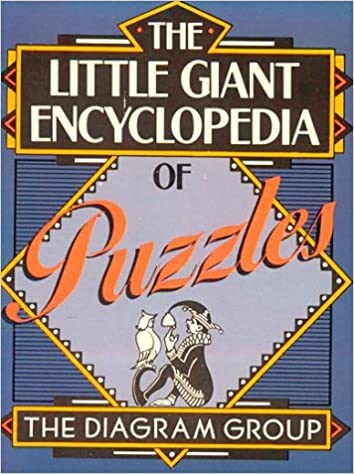 THE
LITTLE GIANT
ENCYCLOPEDIA
OF
Puzzles
THE DIAGRAM GROUP